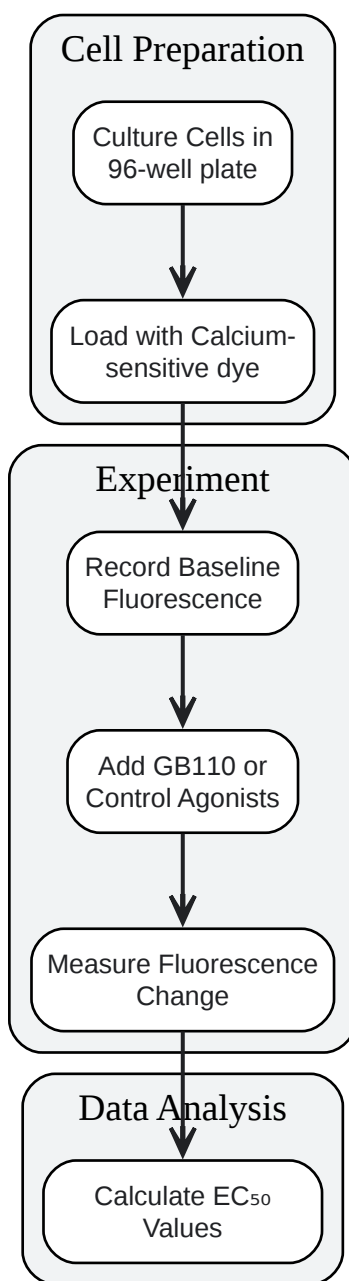 Cell Preparation
Culture Cells in
96-well plate
Load with Calcium-
sensitive dye
Experiment
Record Baseline
Fluorescence
Add GB110 or
Control Agonists
Measure Fluorescence
Change
Data Analysis
Calculate EC₅₀
Values